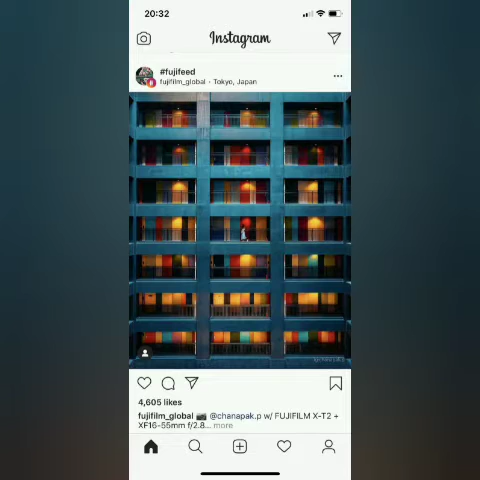 20:32
Instagram
#fujifeed
fujifilm_global · Tokyo, Japan
4,605 likes
fujifilm_global 📷 @chanapak.p w/ FUJIFILM X-T2 +
XF16-55mm f/2.8... more